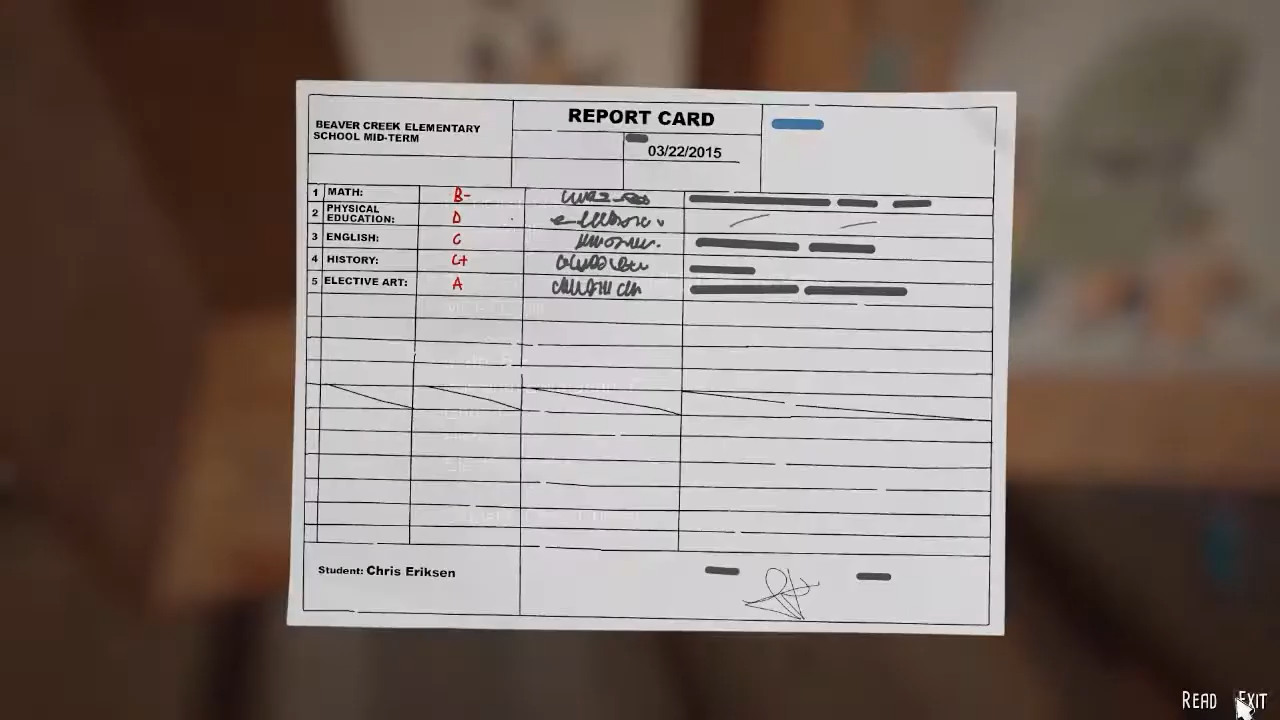 BEAVER CREEK ELEMENTARY
SCHOOL MID-TERM
REPORT CARD
03/22/2015
1 MATH: B-
2 PHYSICAL
EDUCATION: D
3 ENGLISH: C
4 HISTORY: C+
5 ELECTIVE ART: A
Student: Chris Eriksen
READ EXIT